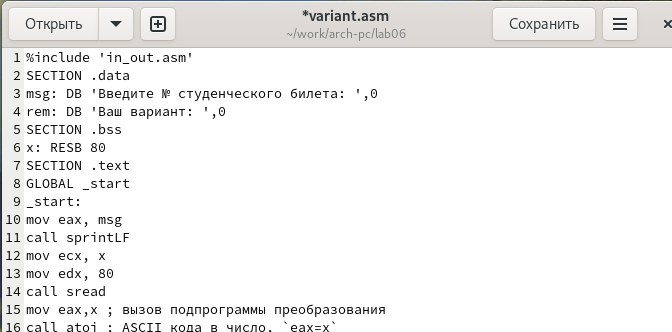 Открыть
*variant.asm
~/work/arch-pc/lab06
Сохранить
1 %include 'in_out.asm'
2 SECTION .data
3 msg: DB 'Введите № студенческого билета: ',0
4 rem: DB 'Ваш вариант: ',0
5 SECTION .bss
6 x: RESB 80
7 SECTION .text
8 GLOBAL _start
9 _start:
10 mov eax, msg
11 call sprintLF
12 mov ecx, x
13 mov edx, 80
14 call sread
15 mov eax,x ; вызов подпрограммы преобразования
16 call atoi ; ASCII кода в число, `eax=x`